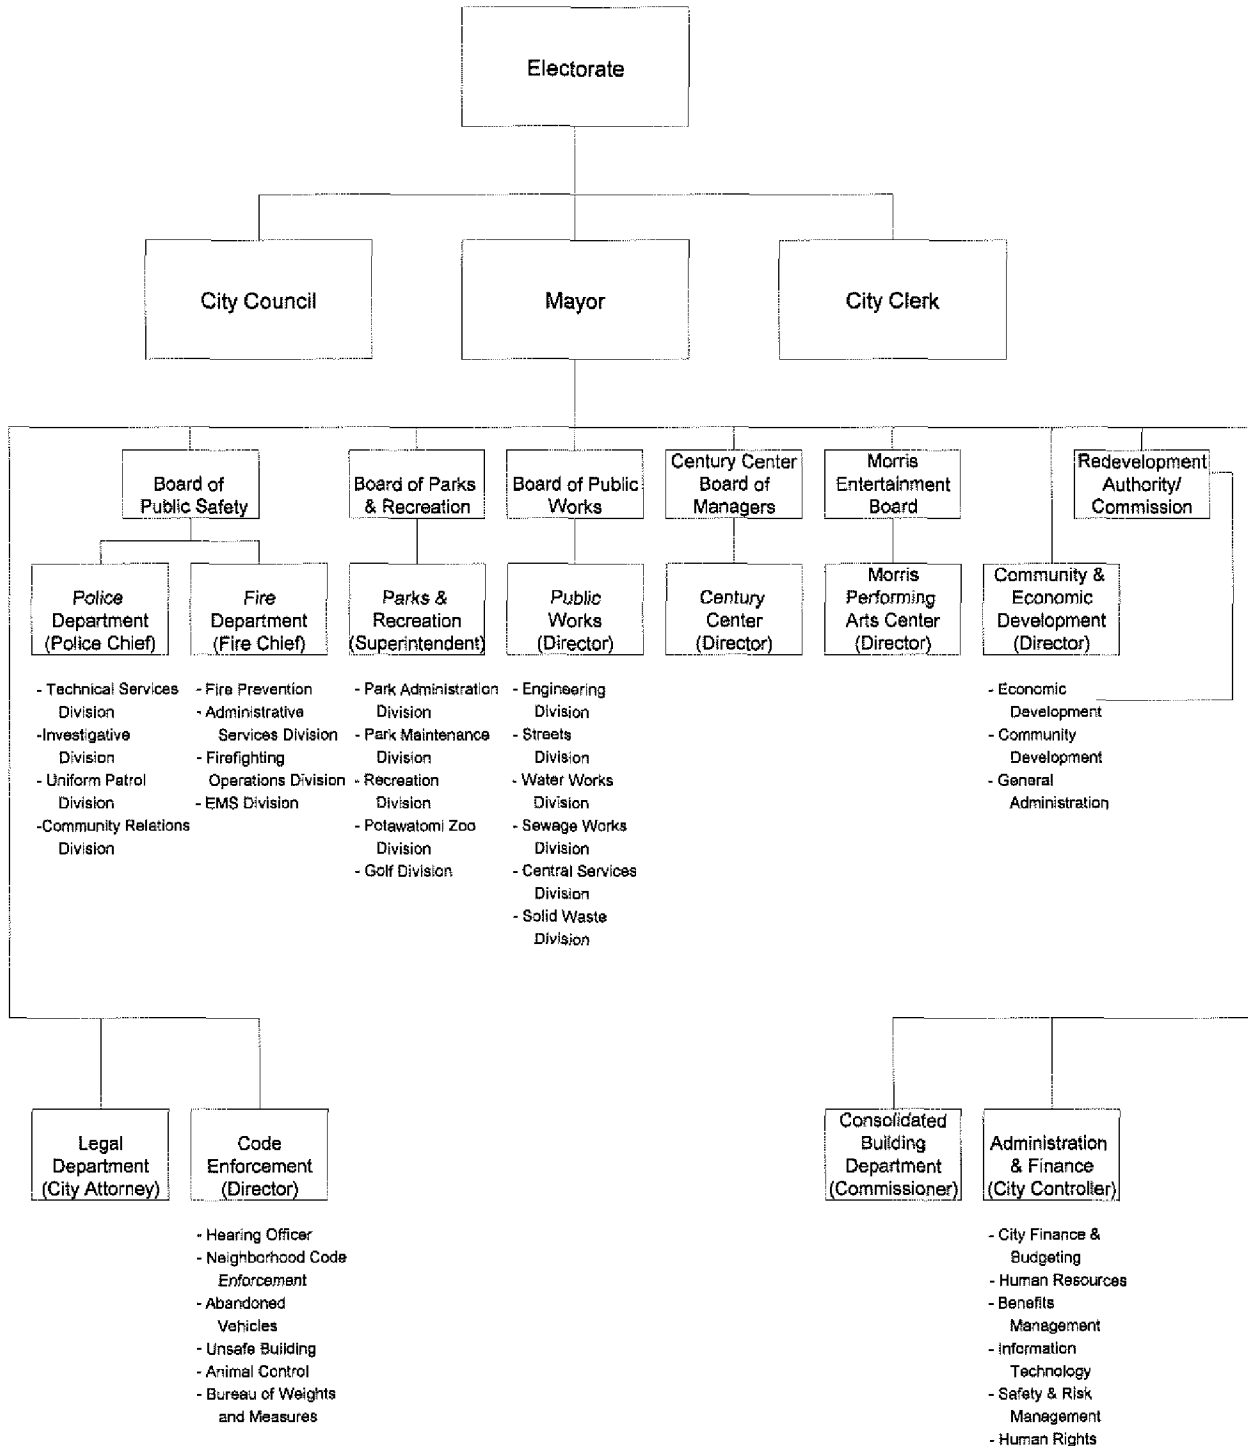 Electorate
City Council
Mayor
City Clerk
Board of
Public Safety
Board of Parks
& Recreation
Board of Public
Works
Century Center
Board of
Managers
Morris
Entertainment
Board
Redevelopment
Authority/
Commission
Police
Department
(Police Chief)
Fire
Department
(Fire Chief)
Parks &
Recreation
(Superintendent)
Public
Works
(Director)
Century
Center
(Director)
Morris
Performing
Arts Center
(Director)
Community &
Economic
Development
(Director)
- Technical Services
Division
-Investigative
Division
- Uniform Patrol
Division
-Community Relations
Division
- Fire Prevention
- Administrative
Services Division
- Firefighting
Operations Division
- EMS Division
- Park Administration
Division
- Park Maintenance
Division
- Recreation
Division
- Potawatomi Zoo
Division
- Golf Division
- Engineering
Division
- Streets
Division
- Water Works
Division
- Sewage Works
Division
- Central Services
Division
- Solid Waste
Division
- Economic
Development
- Community
Development
- General
Administration
Legal
Department
(City Attorney)
Code
Enforcement
(Director)
Consolidated
Building
Department
(Commissioner)
Administration
& Finance
(City Controller)
- Hearing Officer
- Neighborhood Code
Enforcement
- Abandoned
Vehicles
- Unsafe Building
- Animal Control
- Bureau of Weights
and Measures
- City Finance &
Budgeting
- Human Resources
- Benefits
Management
- Information
Technology
- Safety & Risk
Management
- Human Rights